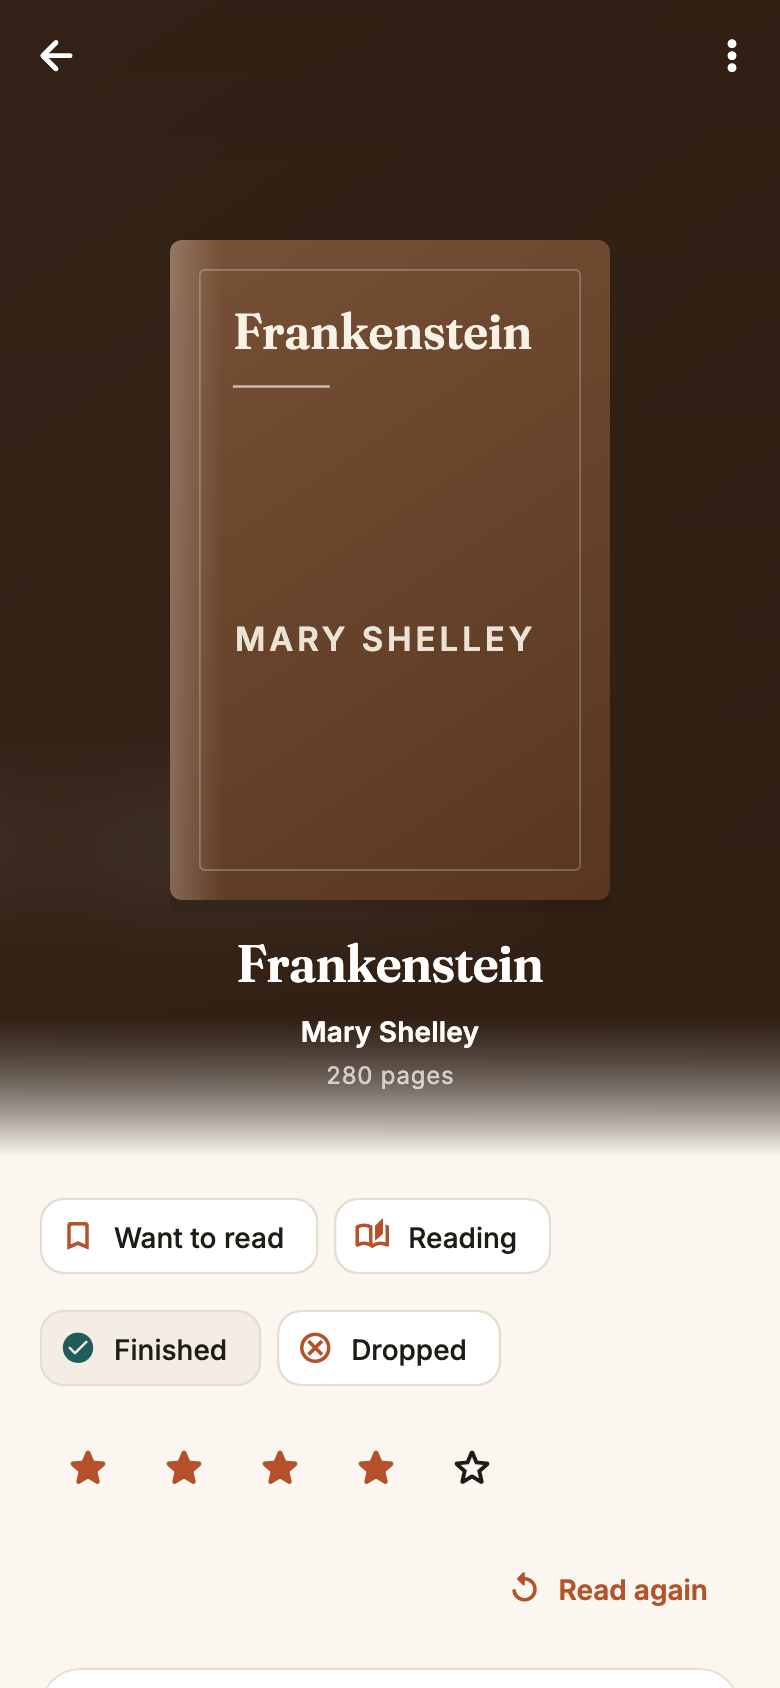 Frankenstein
MARY SHELLEY
Frankenstein
Mary Shelley
280 pages
Want to read
Reading
Finished
Dropped
Read again